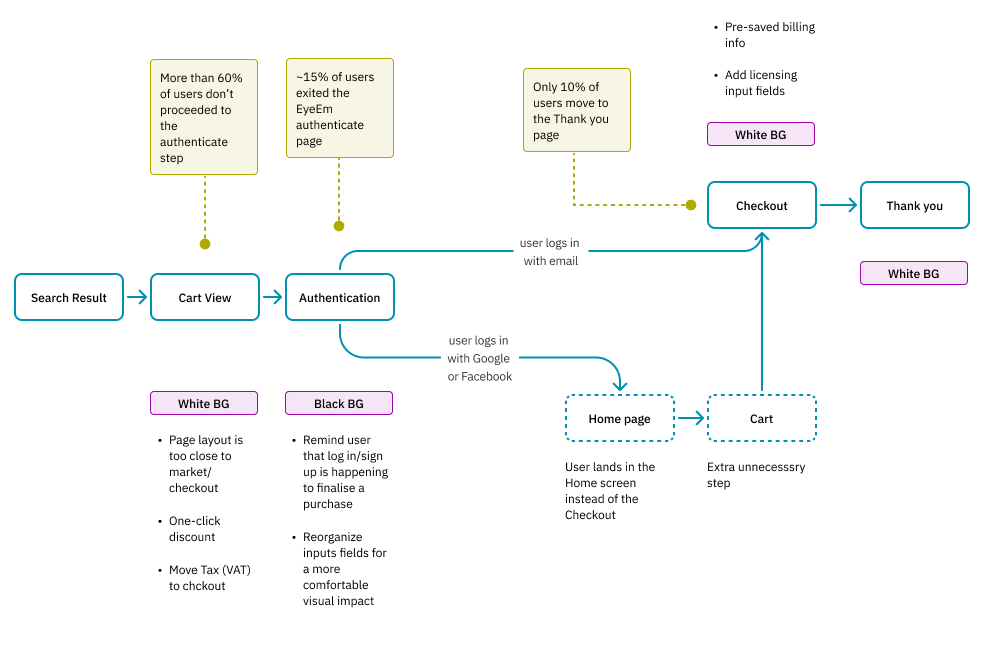 • Pre-saved billing
info
• Add licensing
input fields
White BG
More than 60%
of users don’t
proceeded to
the
authenticate
step
~15% of users
exited the
EyeEm
authenticate
page
Only 10% of
users move to
the Thank you
page
Checkout
Thank you
White BG
user logs in
with email
Search Result
Cart View
Authentication
user logs in
with Google
or Facebook
Home page
Cart
User lands in the
Home screen
instead of the
Checkout
Extra unnecesssry
step
White BG
• Page layout is
too close to
market/
checkout
• One-click
discount
• Move Tax (VAT)
to chckout
Black BG
• Remind user
that log in/sign
up is happening
to finalise a
purchase
• Reorganize
inputs fields for
a more
comfortable
visual impact